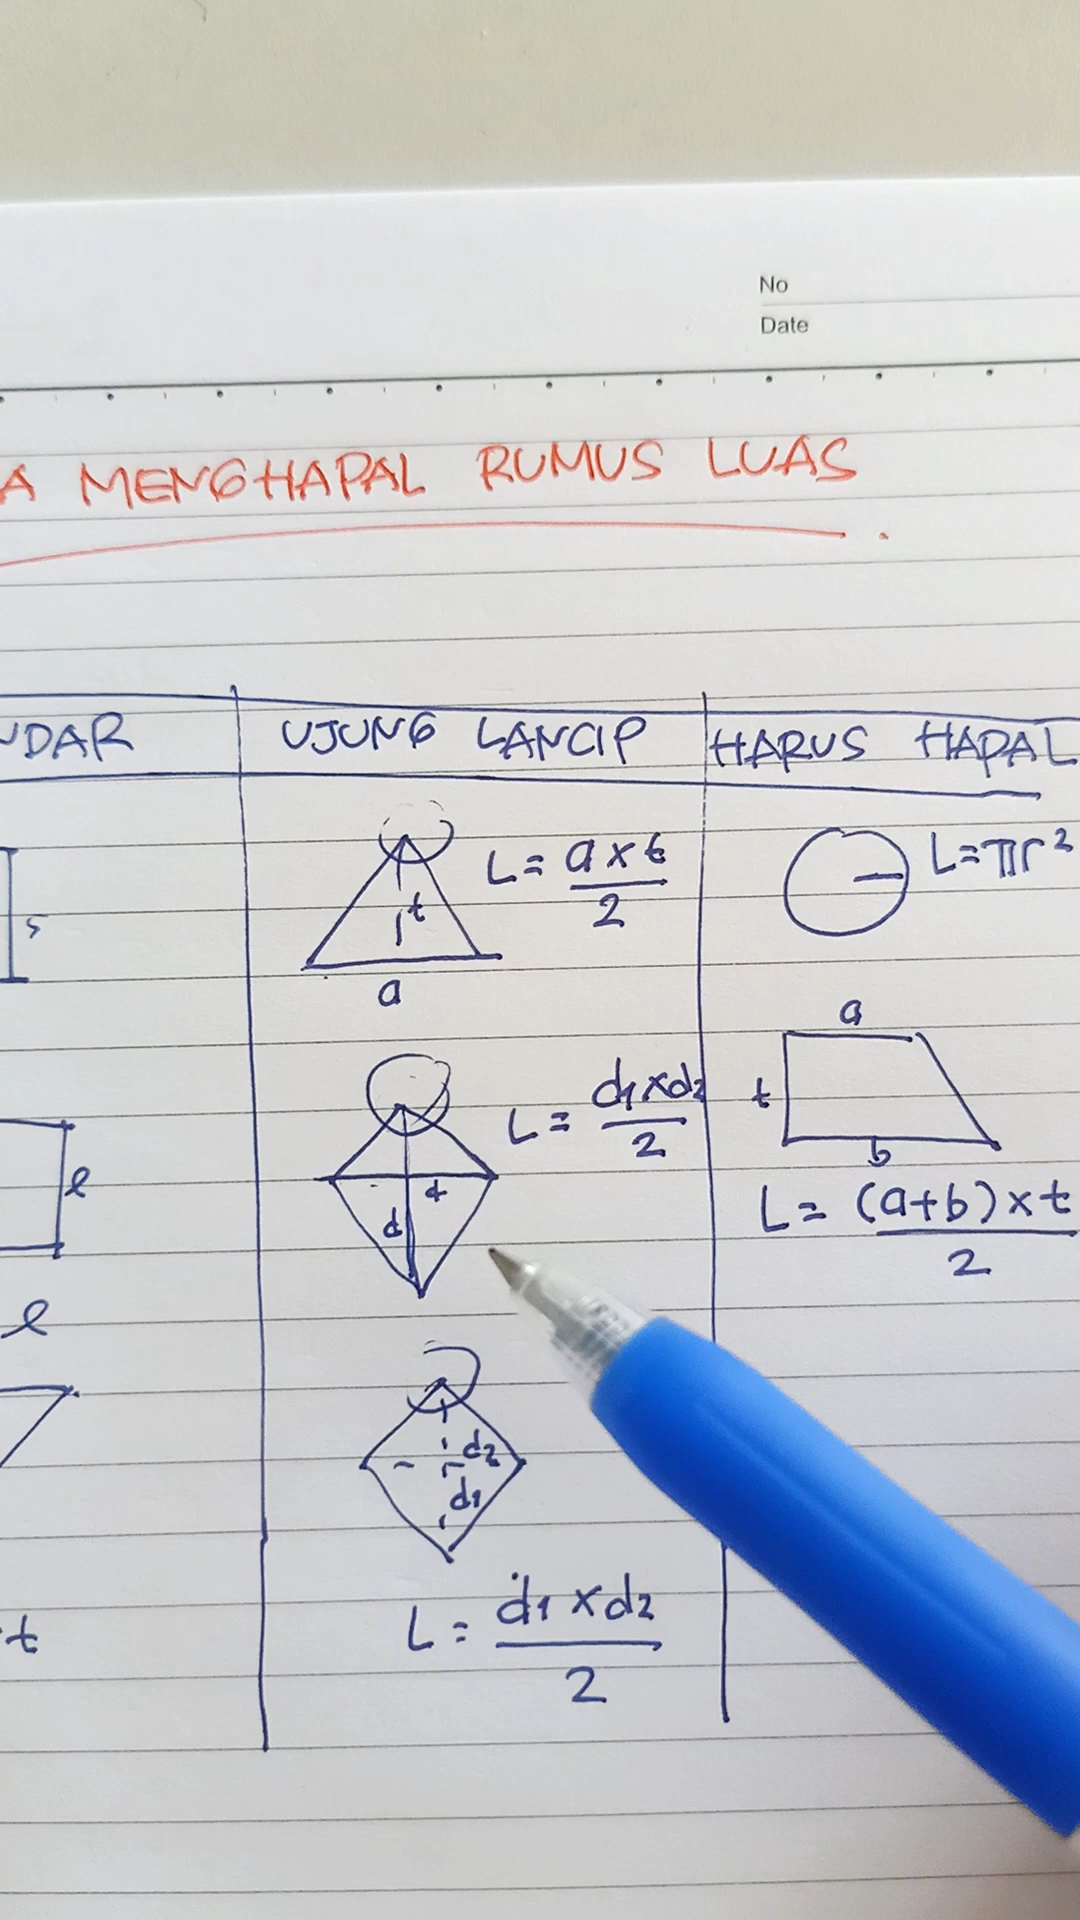 No
Date
A MENGHAPAL RUMUS LUAS
NDAR
UJUNG LANCIP
HARUS HAPAL
s
t
a
L = a x t
2
L = πr²
l
d
d
L = d1 x d2
2
a
t
b
L = (a+b) x t
2
l
d2
d1
t
L = d1 x d2
2